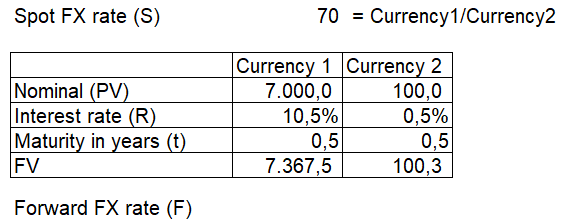 Spot FX rate (S) 70 = Currency1/Currency2
Currency 1 Currency 2
Nominal (PV) 7.000,0 100,0
Interest rate (R) 10,5% 0,5%
Maturity in years (t) 0,5 0,5
FV 7.367,5 100,3
Forward FX rate (F)